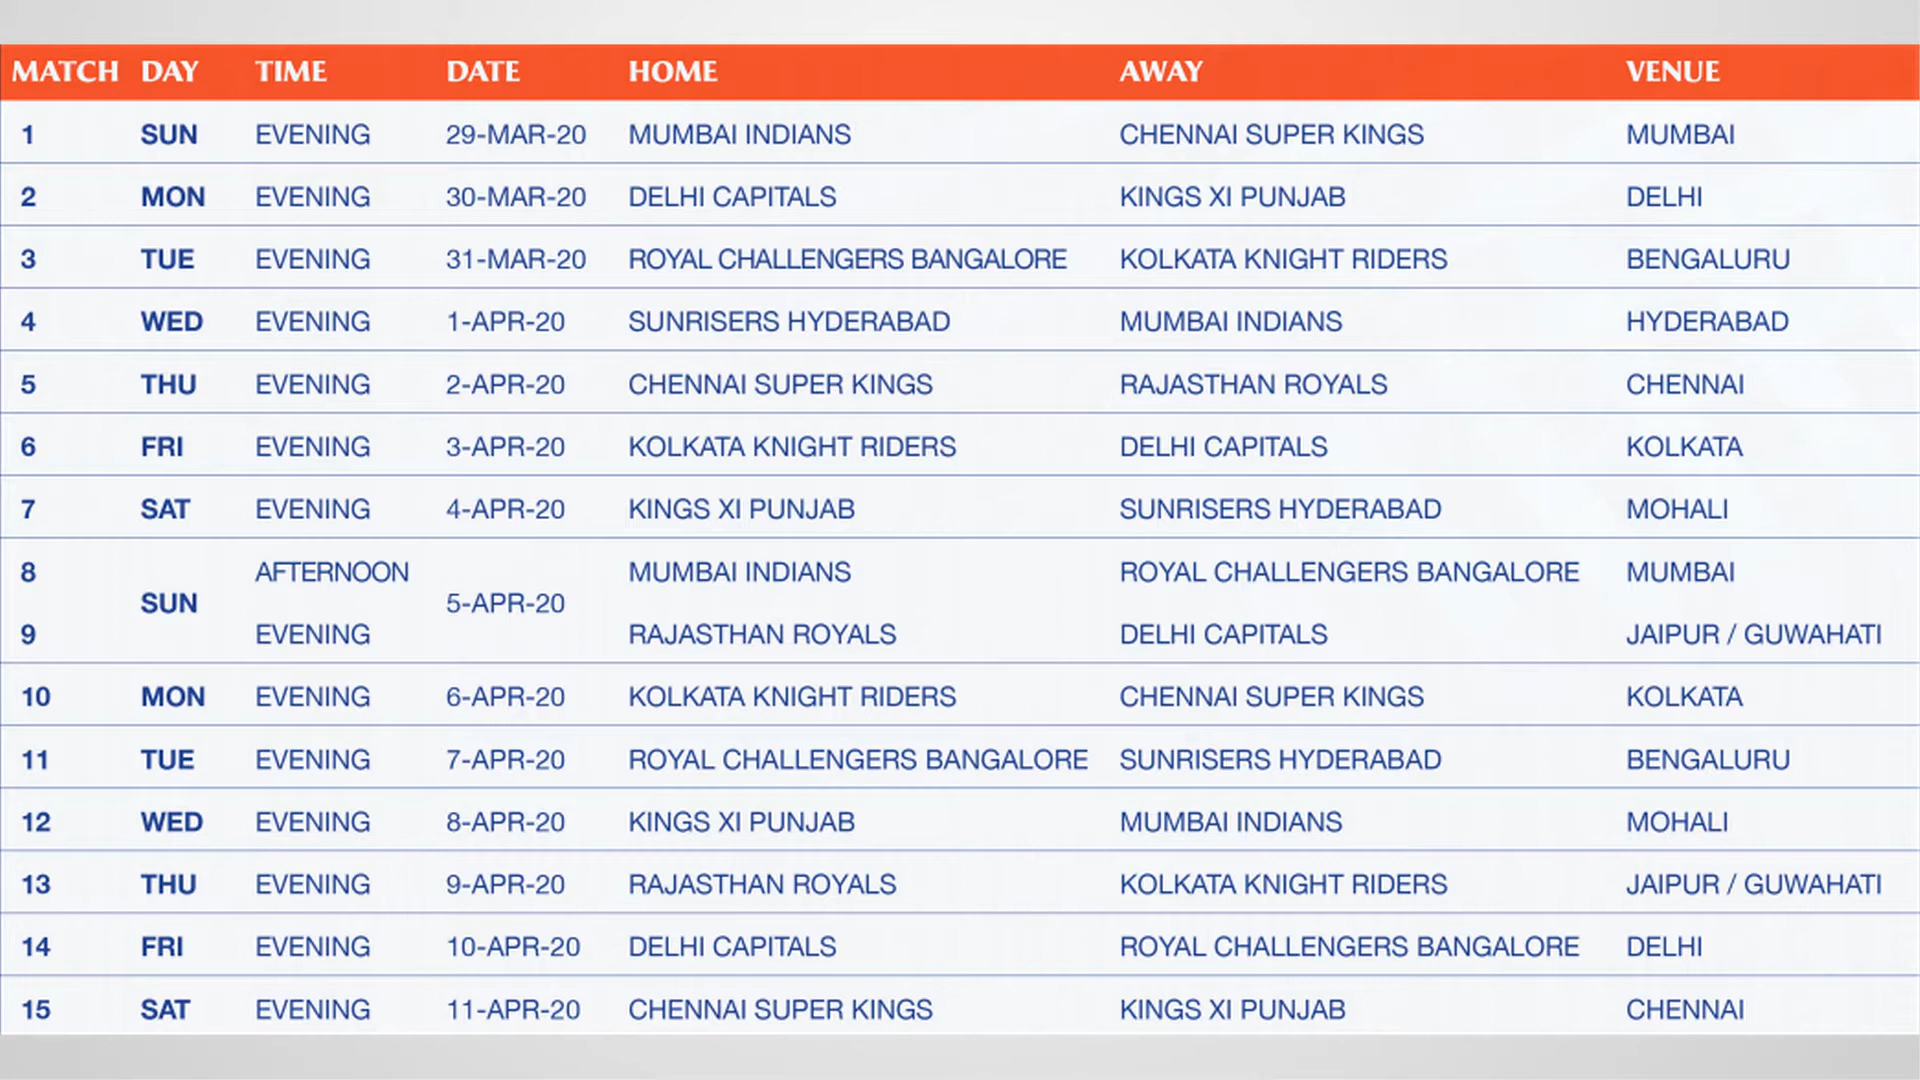 MATCH DAY TIME DATE HOME AWAY VENUE
1 SUN EVENING 29-MAR-20 MUMBAI INDIANS CHENNAI SUPER KINGS MUMBAI
2 MON EVENING 30-MAR-20 DELHI CAPITALS KINGS XI PUNJAB DELHI
3 TUE EVENING 31-MAR-20 ROYAL CHALLENGERS BANGALORE KOLKATA KNIGHT RIDERS BENGALURU
4 WED EVENING 1-APR-20 SUNRISERS HYDERABAD MUMBAI INDIANS HYDERABAD
5 THU EVENING 2-APR-20 CHENNAI SUPER KINGS RAJASTHAN ROYALS CHENNAI
6 FRI EVENING 3-APR-20 KOLKATA KNIGHT RIDERS DELHI CAPITALS KOLKATA
7 SAT EVENING 4-APR-20 KINGS XI PUNJAB SUNRISERS HYDERABAD MOHALI
8 AFTERNOON MUMBAI INDIANS ROYAL CHALLENGERS BANGALORE MUMBAI
SUN 5-APR-20
9 EVENING RAJASTHAN ROYALS DELHI CAPITALS JAIPUR / GUWAHATI
10 MON EVENING 6-APR-20 KOLKATA KNIGHT RIDERS CHENNAI SUPER KINGS KOLKATA
11 TUE EVENING 7-APR-20 ROYAL CHALLENGERS BANGALORE SUNRISERS HYDERABAD BENGALURU
12 WED EVENING 8-APR-20 KINGS XI PUNJAB MUMBAI INDIANS MOHALI
13 THU EVENING 9-APR-20 RAJASTHAN ROYALS KOLKATA KNIGHT RIDERS JAIPUR / GUWAHATI
14 FRI EVENING 10-APR-20 DELHI CAPITALS ROYAL CHALLENGERS BANGALORE DELHI
15 SAT EVENING 11-APR-20 CHENNAI SUPER KINGS KINGS XI PUNJAB CHENNAI